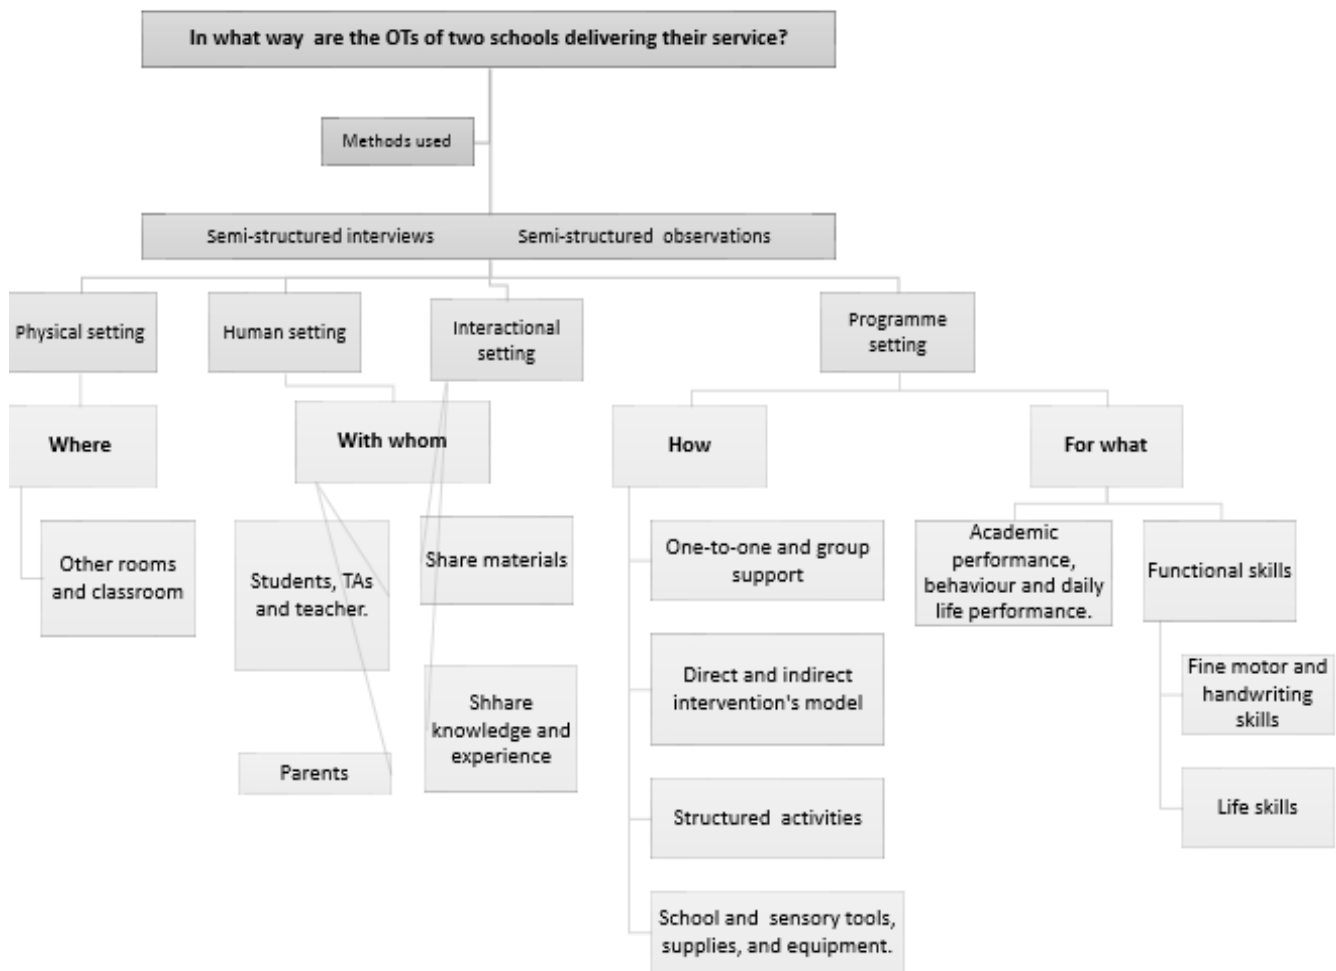 In what way are the OTs of two schools delivering their service?
Methods used
Semi-structured interviews
Semi-structured observations
Physical setting
Human setting
Interactional
setting
Programme
setting
Where
With whom
How
For what
Other rooms
and classroom
Students, TAs
and teacher.
Parents
Share materials
Shhare
knowledge and
experience
One-to-one and group
support
Direct and indirect
intervention's model
Structured activities
School and sensory tools,
supplies, and equipment.
Academic
performance,
behaviour and daily
life performance.
Functional skills
Fine motor and
handwriting
skills
Life skills